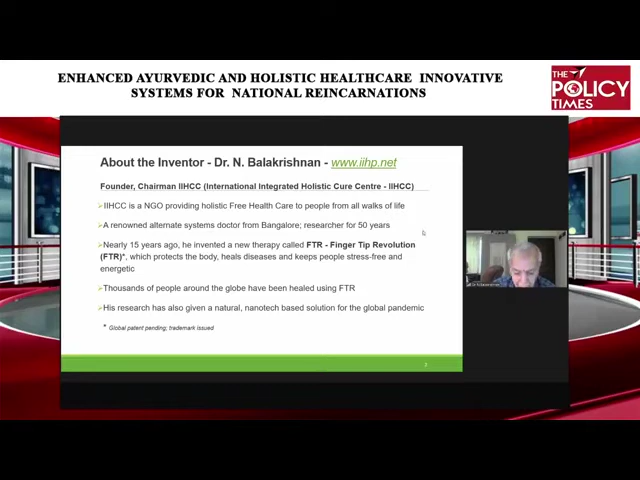 ENHANCED AYURVEDIC AND HOLISTIC HEALTHCARE INNOVATIVE
SYSTEMS FOR NATIONAL REINCARNATIONS
THE
POLICY
TIMES
About the Inventor - Dr. N. Balakrishnan - www.iihp.net
Founder, Chairman IIHCC (International Integrated Holistic Cure Centre - IIHCC)
➢IIHCC is a NGO providing holistic Free Health Care to people from all walks of life
➢A renowned alternate systems doctor from Bangalore; researcher for 50 years
➢Nearly 15 years ago, he invented a new therapy called FTR - Finger Tip Revolution
(FTR)*, which protects the body, heals diseases and keeps people stress-free and
energetic
➢Thousands of people around the globe have been healed using FTR
➢His research has also given a natural, nanotech based solution for the global pandemic
* Global patent pending; trademark issued
3